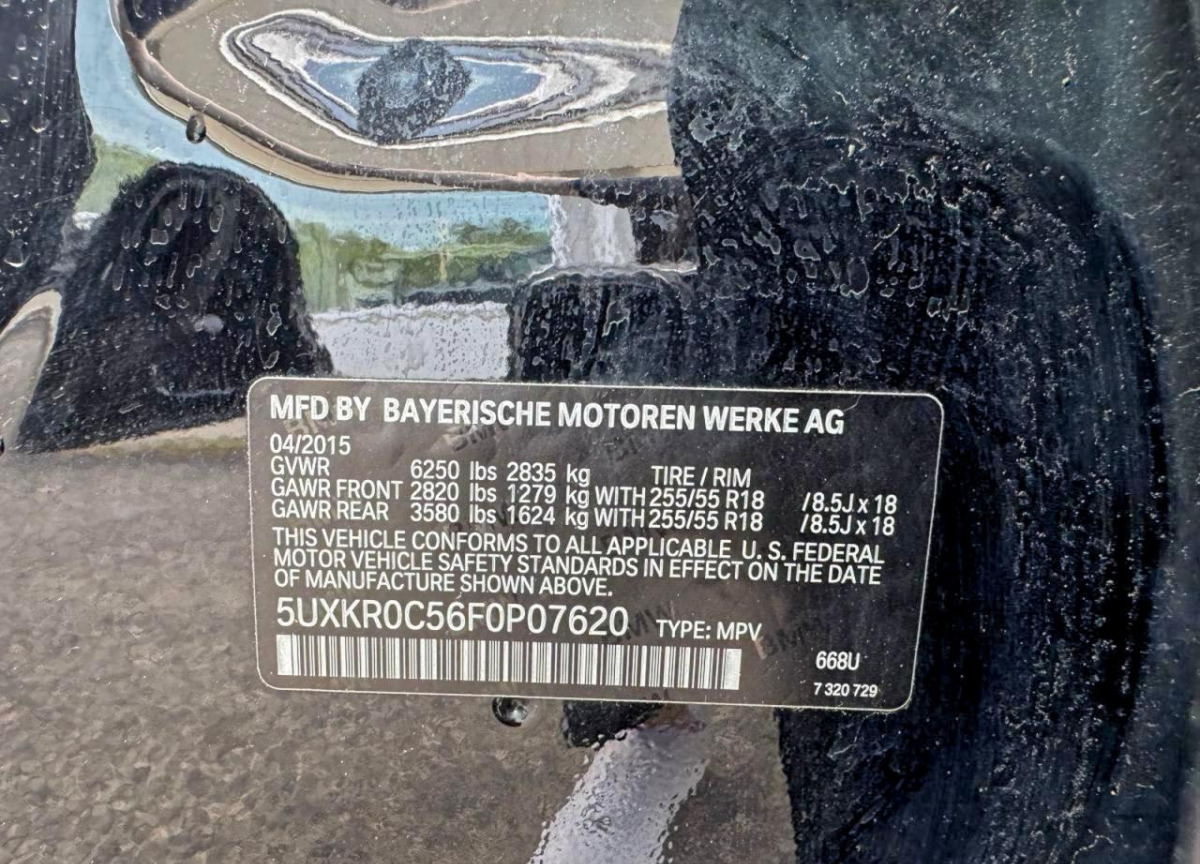 MFD BY BAYERISCHE MOTOREN WERKE AG
04/2015
GVWR 6250 lbs 2835 kg TIRE / RIM
GAWR FRONT 2820 lbs 1279 kg WITH 255/55 R18 /8.5J x 18
GAWR REAR 3580 lbs 1624 kg WITH 255/55 R18 /8.5J x 18
THIS VEHICLE CONFORMS TO ALL APPLICABLE U. S. FEDERAL
MOTOR VEHICLE SAFETY STANDARDS IN EFFECT ON THE DATE
OF MANUFACTURE SHOWN ABOVE.
5UXKR0C56F0P07620 TYPE: MPV
668U
7 320 729